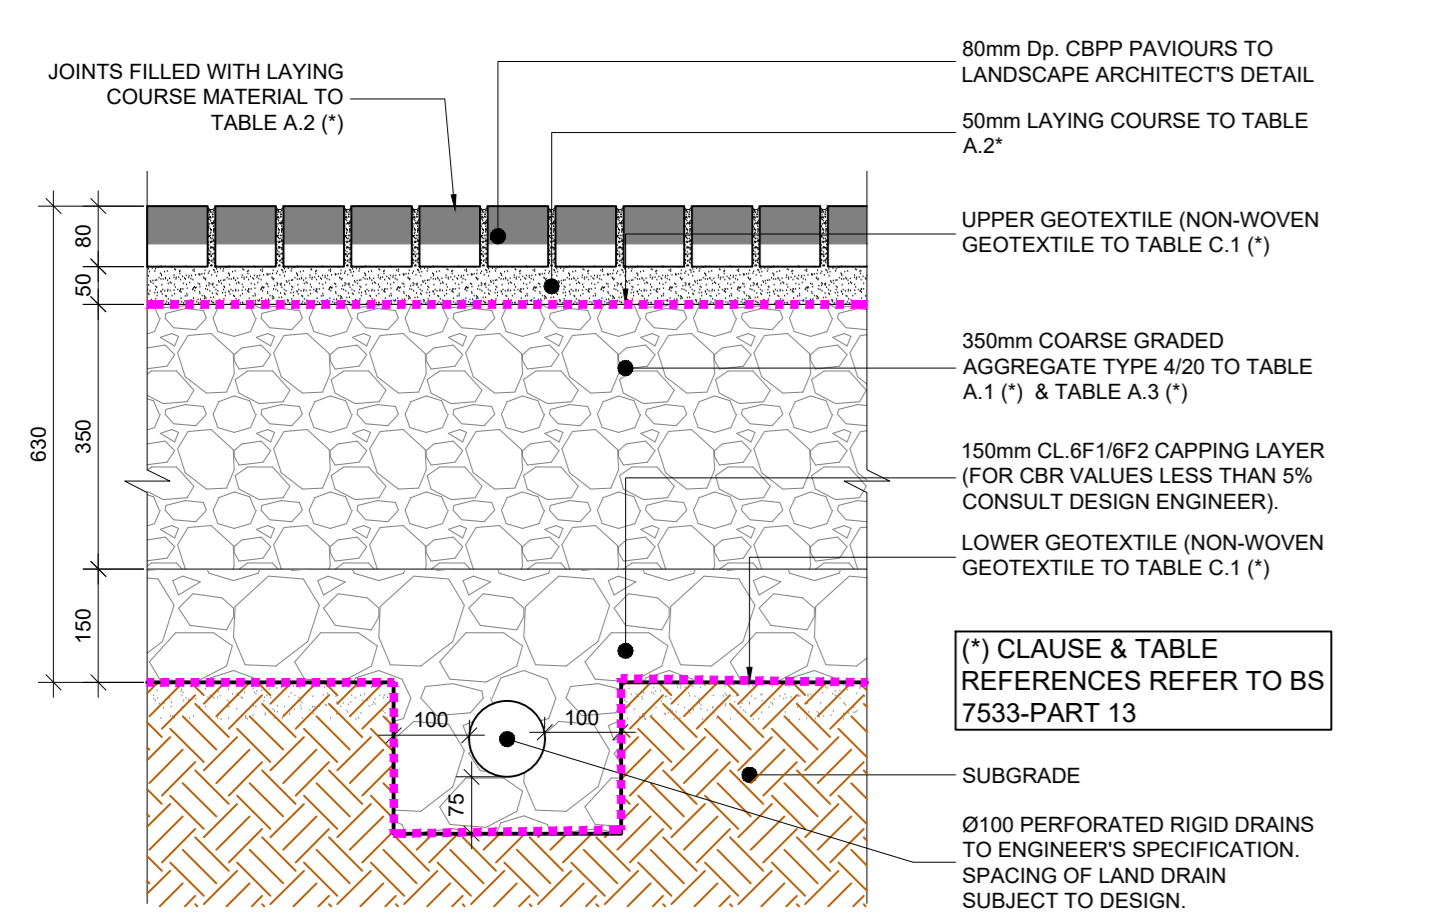 JOINTS FILLED WITH LAYING
COURSE MATERIAL TO
TABLE A.2 (*)
80mm Dp. CBPP PAVIOURS TO
LANDSCAPE ARCHITECT'S DETAIL
50mm LAYING COURSE TO TABLE
A.2*
UPPER GEOTEXTILE (NON-WOVEN
GEOTEXTILE TO TABLE C.1 (*)
350mm COARSE GRADED
AGGREGATE TYPE 4/20 TO TABLE
A.1 (*) & TABLE A.3 (*)
150mm CL.6F1/6F2 CAPPING LAYER
(FOR CBR VALUES LESS THAN 5%
CONSULT DESIGN ENGINEER).
LOWER GEOTEXTILE (NON-WOVEN
GEOTEXTILE TO TABLE C.1 (*)
(*) CLAUSE & TABLE
REFERENCES REFER TO BS
7533-PART 13
SUBGRADE
Ø100 PERFORATED RIGID DRAINS
TO ENGINEER'S SPECIFICATION.
SPACING OF LAND DRAIN
SUBJECT TO DESIGN.
630
80
50
350
150
100
100
75